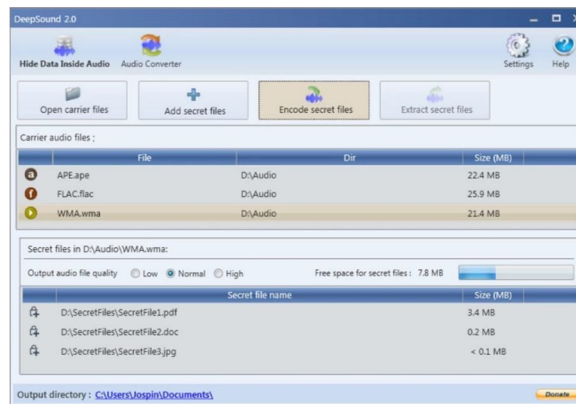 DeepSound 2.0
Hide Data Inside Audio Audio Converter Settings Help
Open carrier files Add secret files Encode secret files Extract secret files
Carrier audio files ;
File Dir Size (MB)
APE.ape D:\Audio 22.4 MB
FLAC.flac D:\Audio 25.9 MB
WMA.wma D:\Audio 21.4 MB
Secret files in D:\Audio\WMA.wma:
Output audio file quality Low Normal High Free space for secret files : 7.8 MB
Secret file name Size (MB)
D:\SecretFiles\SecretFile1.pdf 3.4 MB
D:\SecretFiles\SecretFile2.doc 0.2 MB
D:\SecretFiles\SecretFile3.jpg < 0.1 MB
Output directory : C:\Users\Jospin\Documents\ Donate